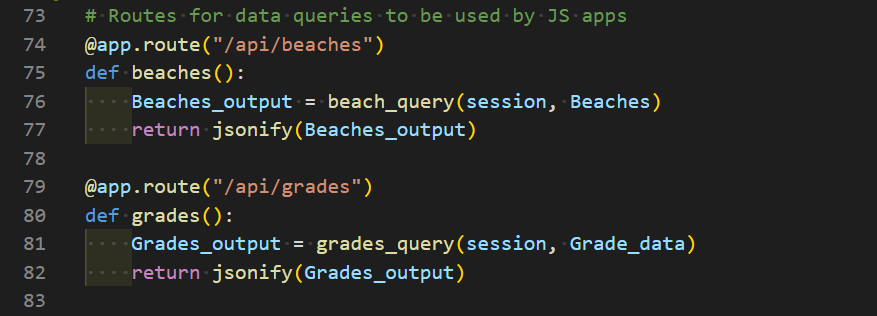 73 # Routes for data queries to be used by JS apps
74 @app.route("/api/beaches")
75 def beaches():
76     Beaches_output = beach_query(session, Beaches)
77     return jsonify(Beaches_output)
78
79 @app.route("/api/grades")
80 def grades():
81     Grades_output = grades_query(session, Grade_data)
82     return jsonify(Grades_output)
83